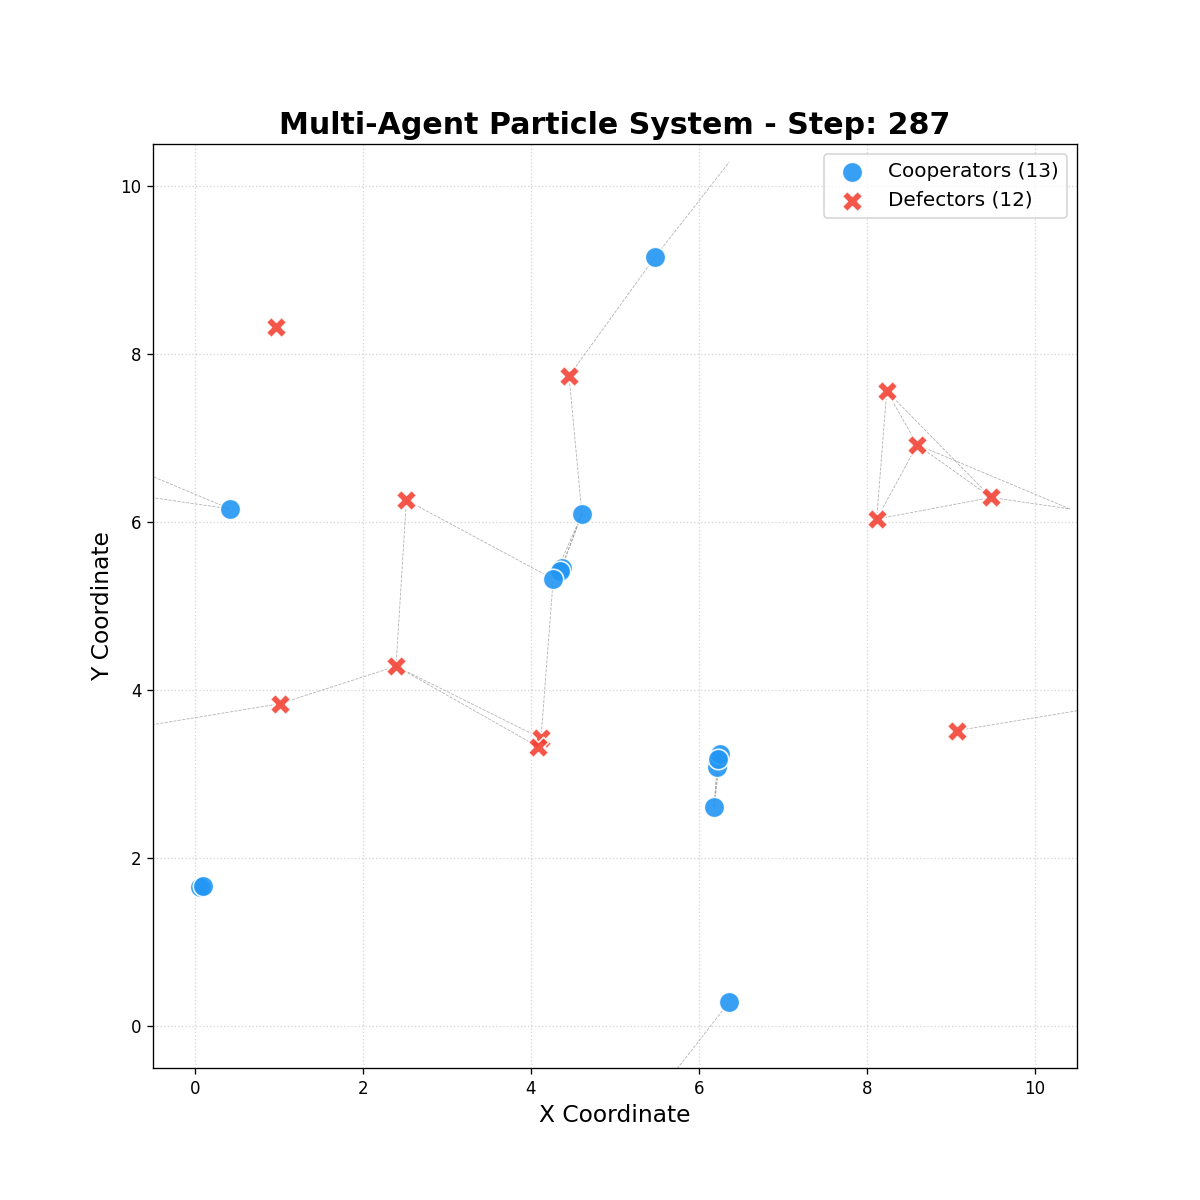 Multi-Agent Particle System - Step: 287
Cooperators (13)
Defectors (12)
10
8
6
4
2
0
Y Coordinate
0 2 4 6 8 10
X Coordinate